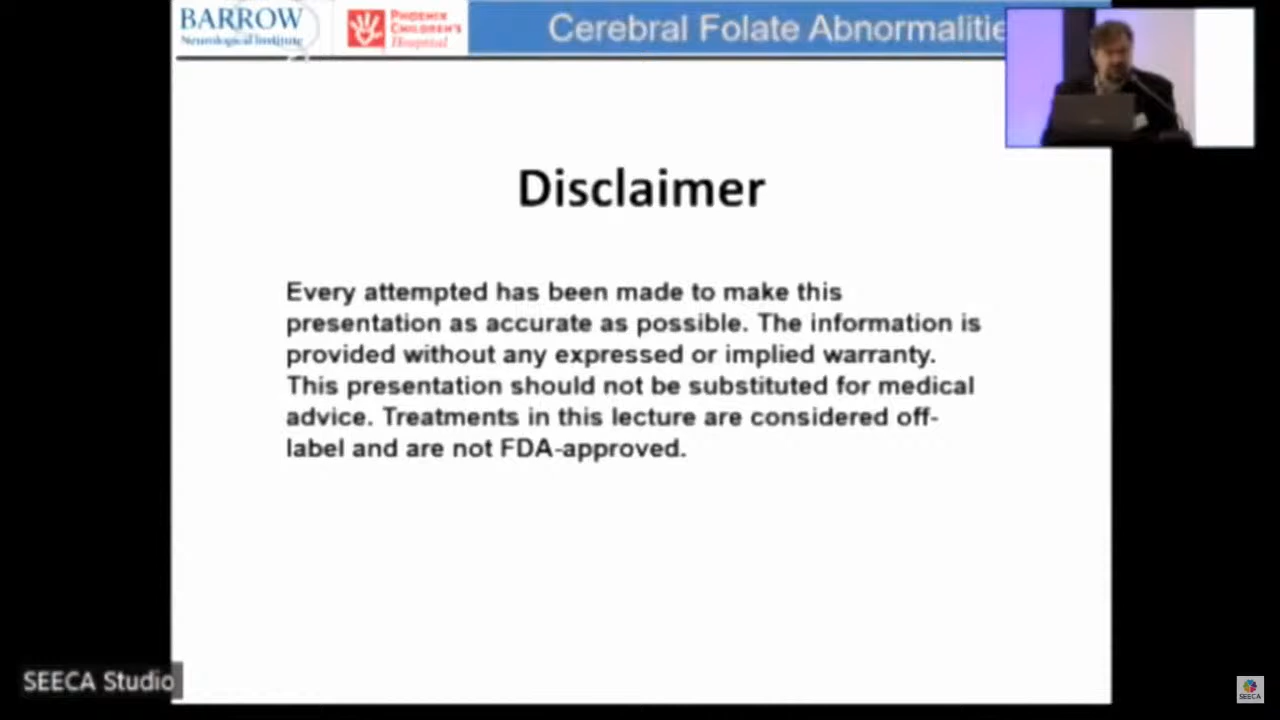 BARROW
Neurological Institute
PHOENIX
CHILDREN'S
Hospital
Cerebral Folate Abnormalitie
Disclaimer
Every attempted has been made to make this
presentation as accurate as possible. The information is
provided without any expressed or implied warranty.
This presentation should not be substituted for medical
advice. Treatments in this lecture are considered off-
label and are not FDA-approved.
SEECA Studio
SEECA